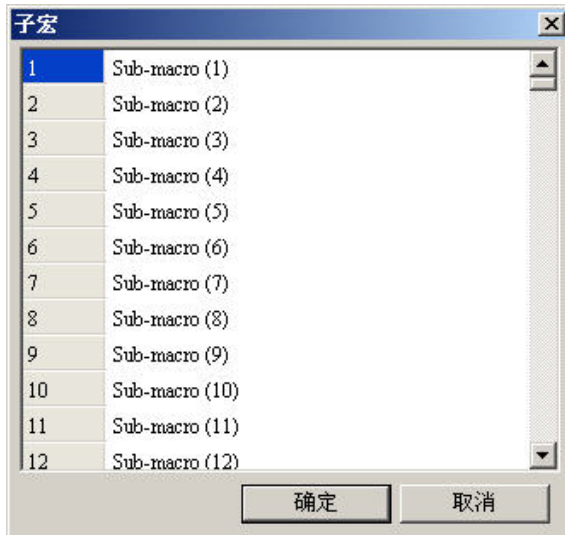 子宏
1 Sub-macro (1)
2 Sub-macro (2)
3 Sub-macro (3)
4 Sub-macro (4)
5 Sub-macro (5)
6 Sub-macro (6)
7 Sub-macro (7)
8 Sub-macro (8)
9 Sub-macro (9)
10 Sub-macro (10)
11 Sub-macro (11)
12 Sub-macro (12)
确定 取消